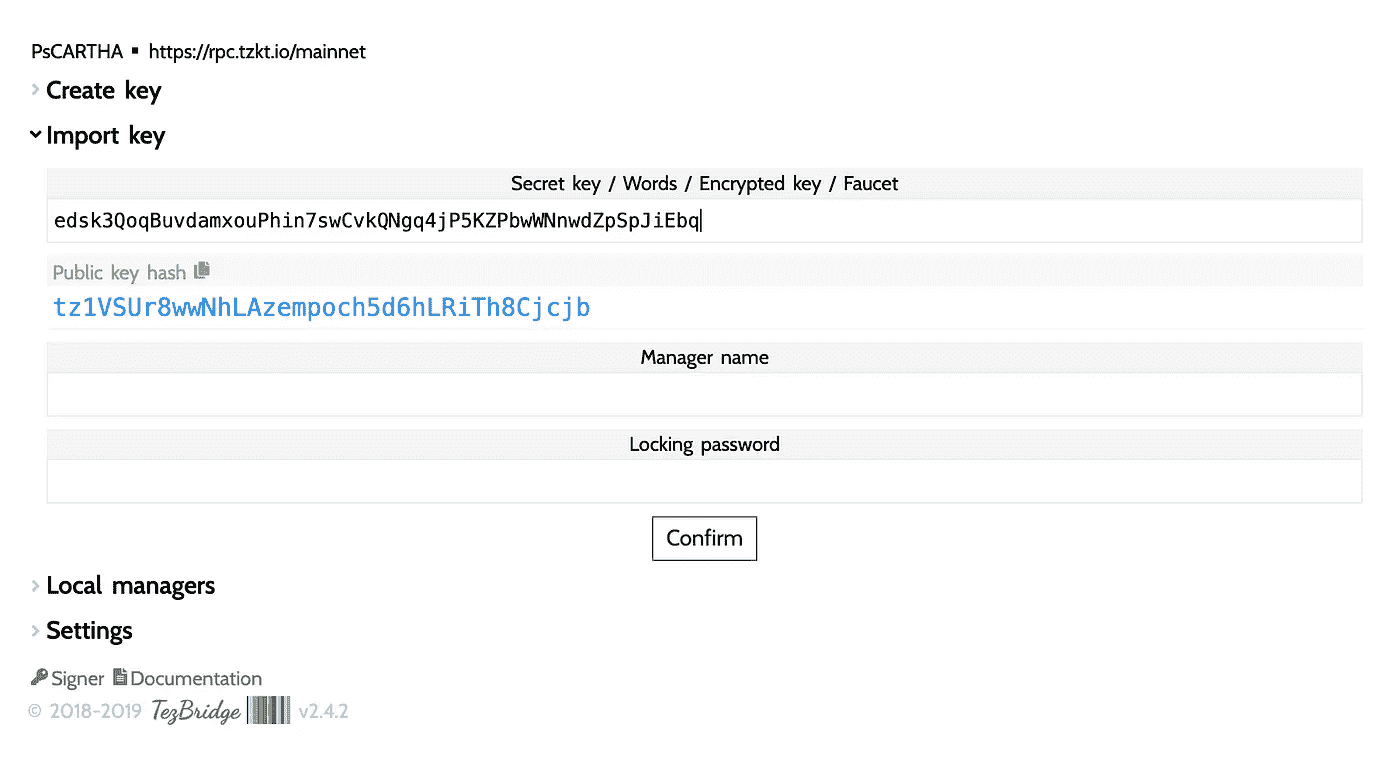 PsCARTHA ▪ https://rpc.tzkt.io/mainnet
Create key
Import key
Secret key / Words / Encrypted key / Faucet
edsk3QoqBuvdamxouPhin7swCvkQNgq4jP5KZPbwWNnwdZpSpJiEbq
Public key hash
tz1VSUr8wwNhLAzempoch5d6hLRiTh8Cjcjb
Manager name
Locking password
Confirm
Local managers
Settings
Signer Documentation
© 2018-2019 TezBridge v2.4.2